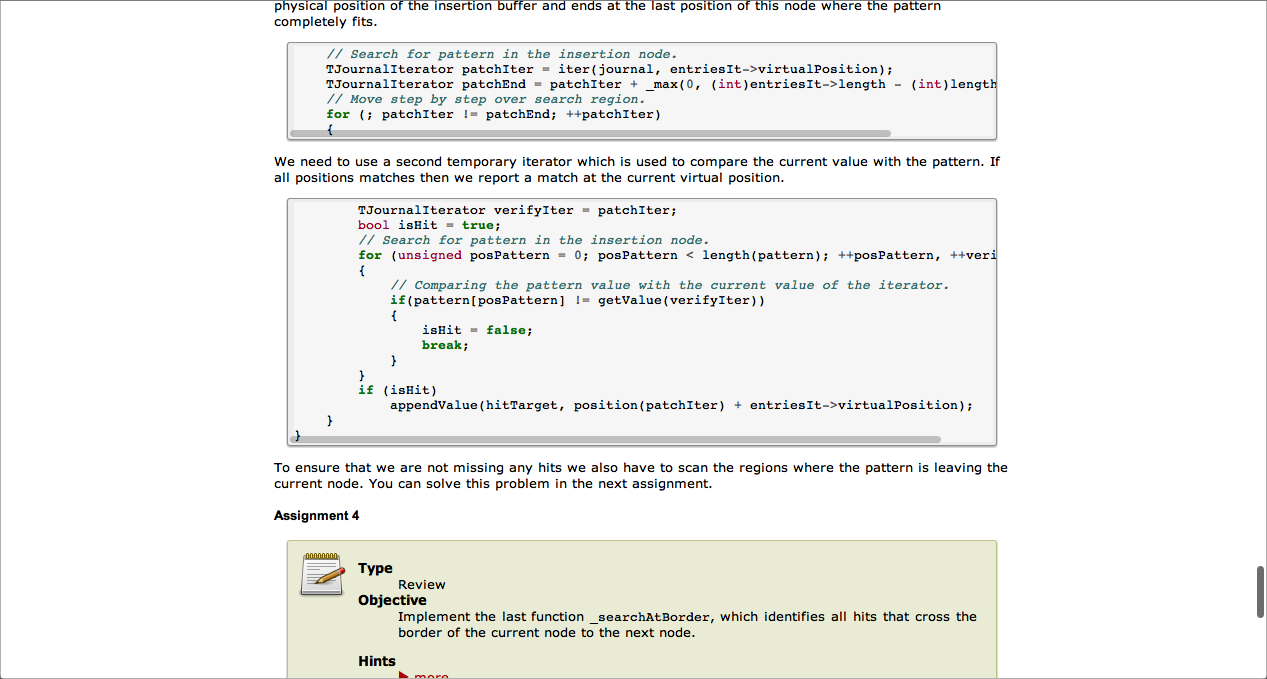 physical position of the insertion buffer and ends at the last position of this node where the pattern
completely fits.
// Search for pattern in the insertion node.
TJournalIterator patchIter = iter(journal, entriesIt->virtualPosition);
TJournalIterator patchEnd = patchIter + _max(0, (int)entriesIt->length - (int)length
// Move step by step over search region.
for (; patchIter != patchEnd; ++patchIter)
{
We need to use a second temporary iterator which is used to compare the current value with the pattern. If
all positions matches then we report a match at the current virtual position.
TJournalIterator verifyIter = patchIter;
bool isHit = true;
// Search for pattern in the insertion node.
for (unsigned posPattern = 0; posPattern < length(pattern); ++posPattern, ++veri
{
// Comparing the pattern value with the current value of the iterator.
if(pattern[posPattern] != getValue(verifyIter))
{
isHit = false;
break;
}
}
if (isHit)
appendValue(hitTarget, position(patchIter) + entriesIt->virtualPosition);
}
}
To ensure that we are not missing any hits we also have to scan the regions where the pattern is leaving the
current node. You can solve this problem in the next assignment.
Assignment 4
Type
Review
Objective
Implement the last function _searchAtBorder, which identifies all hits that cross the
border of the current node to the next node.
Hints
more